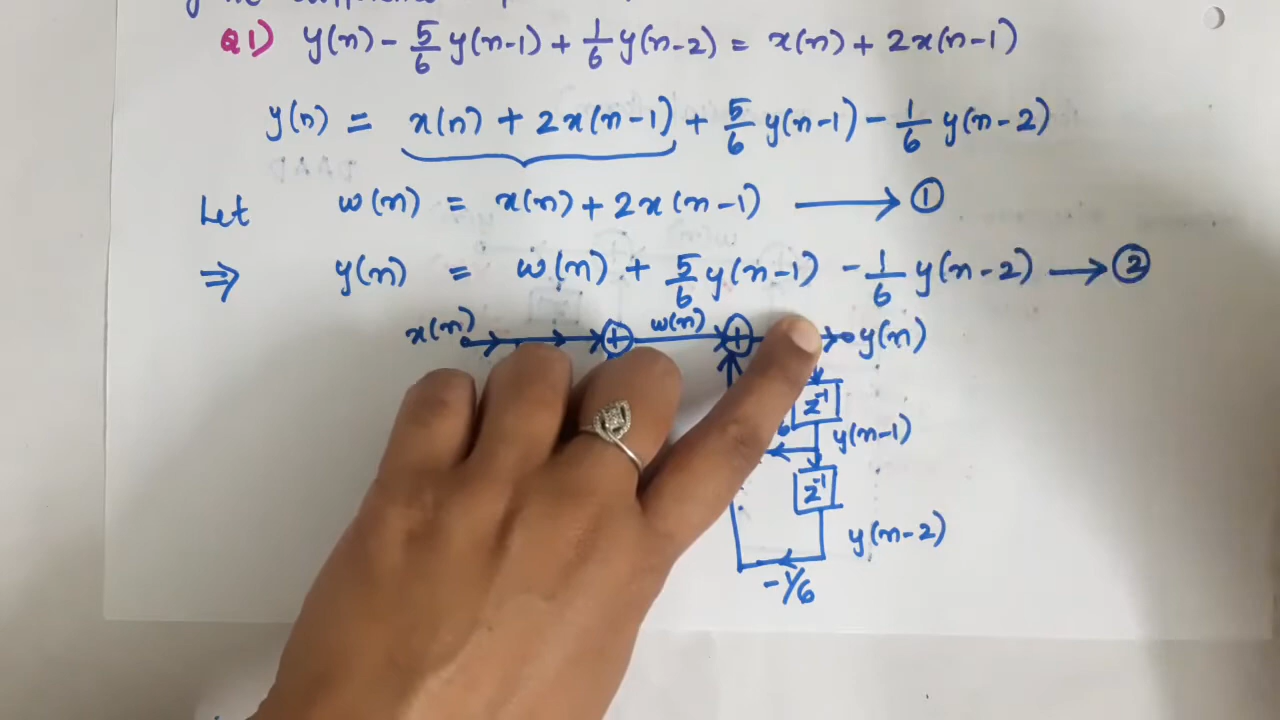 Q1) y(n) - 5/6 y(n-1) + 1/6 y(n-2) = x(n) + 2x(n-1)
y(n) = x(n) + 2x(n-1) + 5/6 y(n-1) - 1/6 y(n-2)
Let w(n) = x(n) + 2x(n-1) ⟶ ①
⇒ y(n) = w(n) + 5/6 y(n-1) - 1/6 y(n-2) ⟶ ②
x(n) + w(n) + y(n)
z⁻¹
y(n-1)
z⁻¹
y(n-2)
-1/6